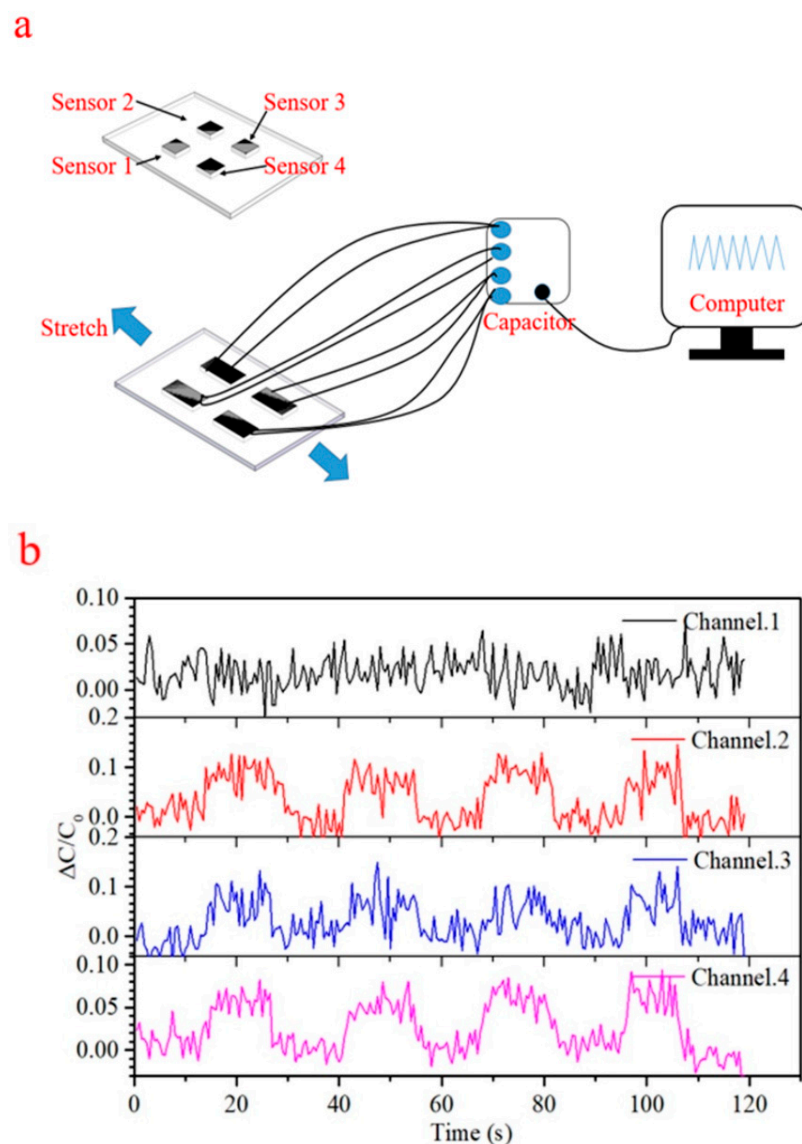 a
Sensor 2
Sensor 3
Sensor 1
Sensor 4
Stretch
Capacitor
Computer
b
ΔC/C₀
0.10
0.05
0.00
Channel.1
0.2
0.1
0.0
Channel.2
0.2
0.1
0.0
Channel.3
0.10
0.05
0.00
Channel.4
0 20 40 60 80 100 120
Time (s)